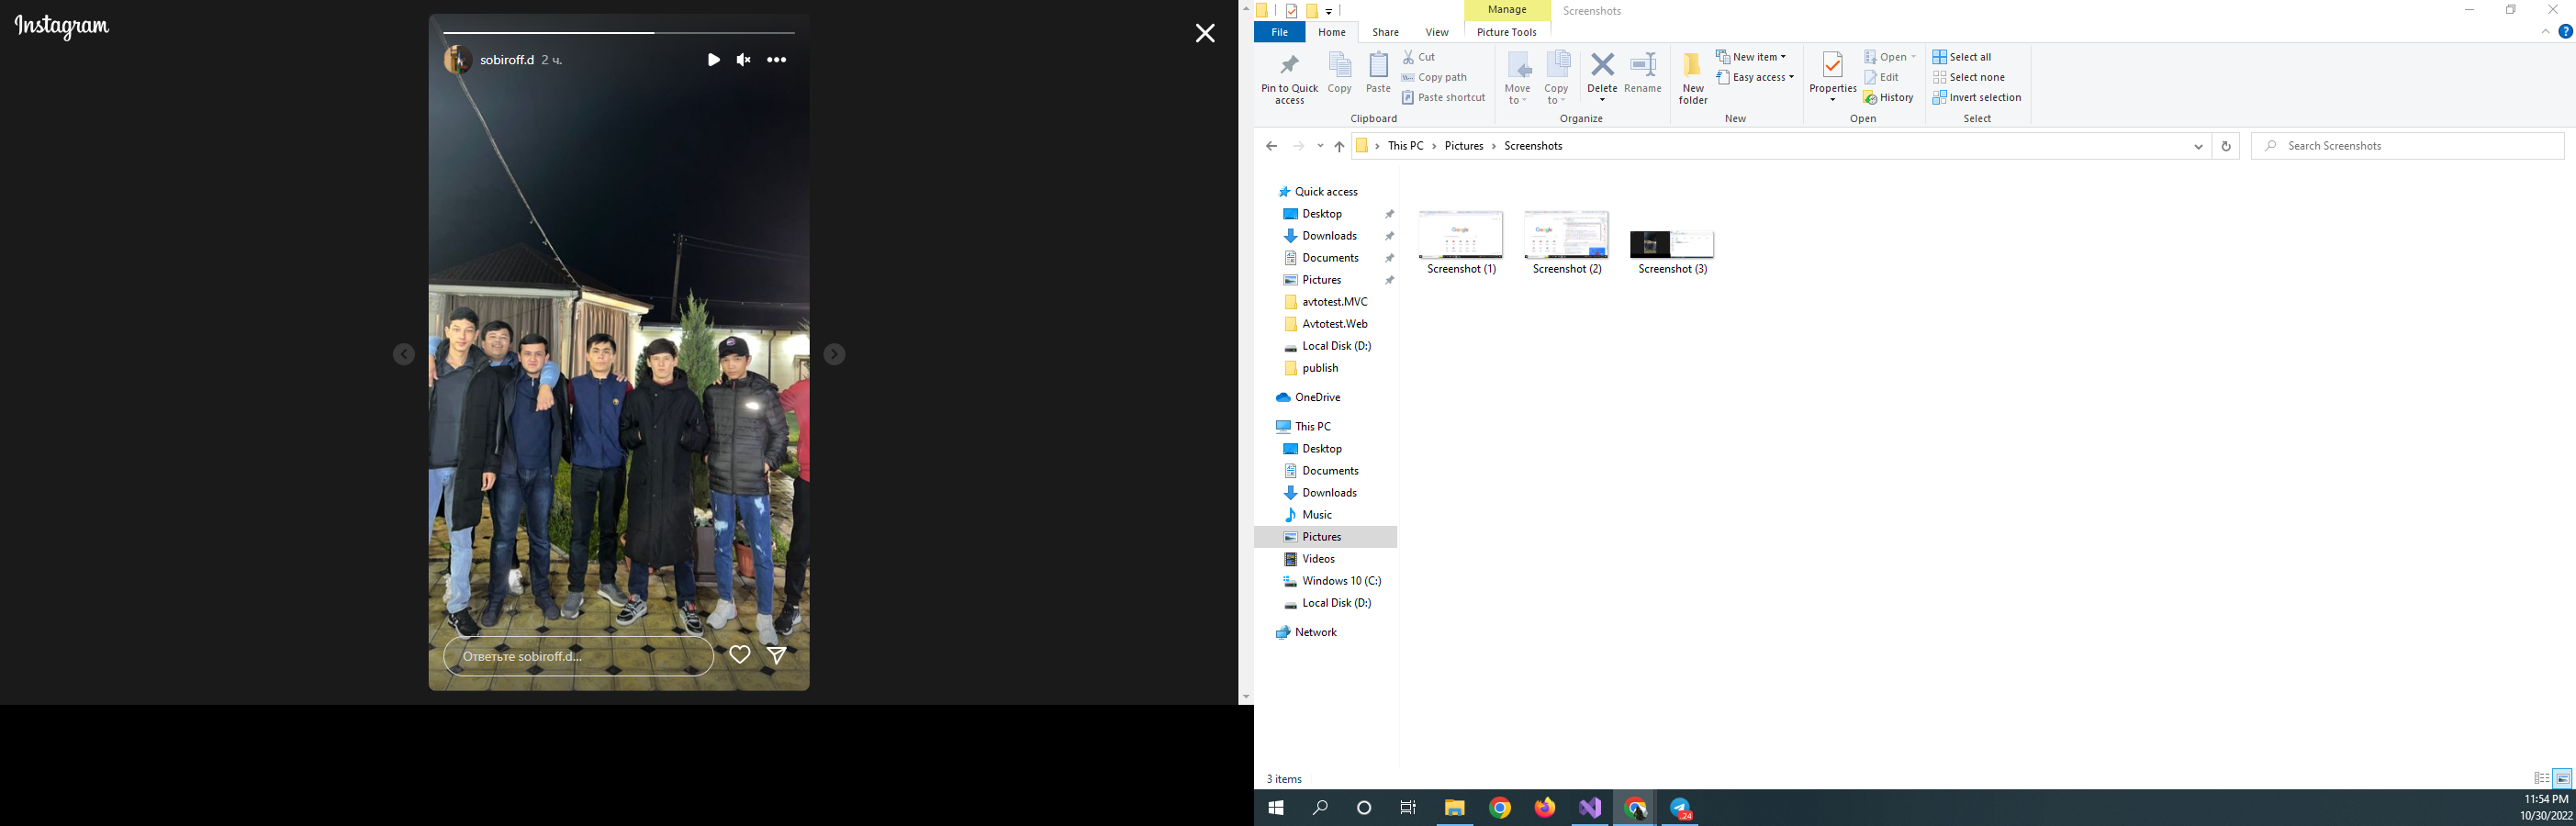 Instagram
sobiroff.d 2 ч.
Ответьте sobiroff.d...
Manage
Screenshots
File
Home
Share
View
Picture Tools
Pin to Quick access
Copy
Paste
Cut
Copy path
Paste shortcut
Clipboard
Move to
Copy to
Delete
Rename
Organize
New folder
New item
Easy access
New
Properties
Open
Edit
History
Open
Select all
Select none
Invert selection
Select
This PC
Pictures
Screenshots
Search Screenshots
Quick access
Desktop
Downloads
Documents
Pictures
avtotest.MVC
Avtotest.Web
Local Disk (D:)
publish
OneDrive
This PC
Desktop
Documents
Downloads
Music
Pictures
Videos
Windows 10 (C:)
Local Disk (D:)
Network
Google
Google
Screenshot (1)
Screenshot (2)
Screenshot (3)
3 items
24
11:54 PM
10/30/2022